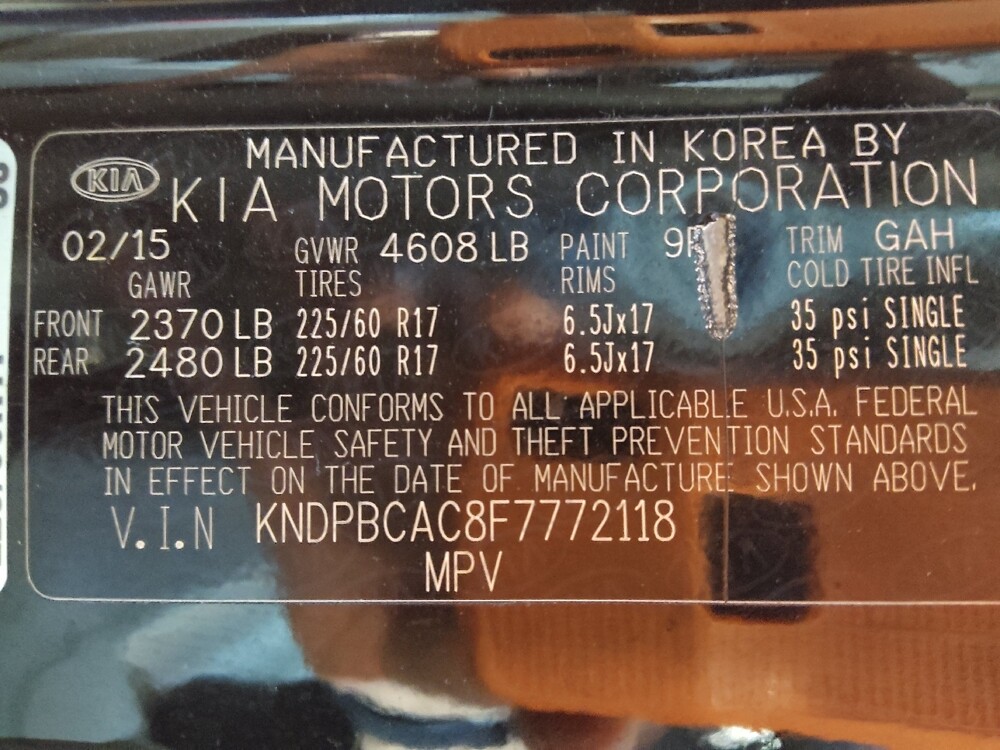 MANUFACTURED IN KOREA BY
KIA KIA MOTORS CORPORATION
02/15 GVWR 4608 LB PAINT TRIM GAH
GAWR TIRES RIMS COLD TIRE INFL
FRONT 2370 LB 225/60 R17 6.5Jx17 35 psi SINGLE
REAR 2480 LB 225/60 R17 6.5Jx17 35 psi SINGLE
THIS VEHICLE CONFORMS TO ALL APPLICABLE U.S.A. FEDERAL
MOTOR VEHICLE SAFETY AND THEFT PREVENTION STANDARDS
IN EFFECT ON THE DATE OF MANUFACTURE SHOWN ABOVE.
V.I.N KNDPBCAC8F7772118
MPV